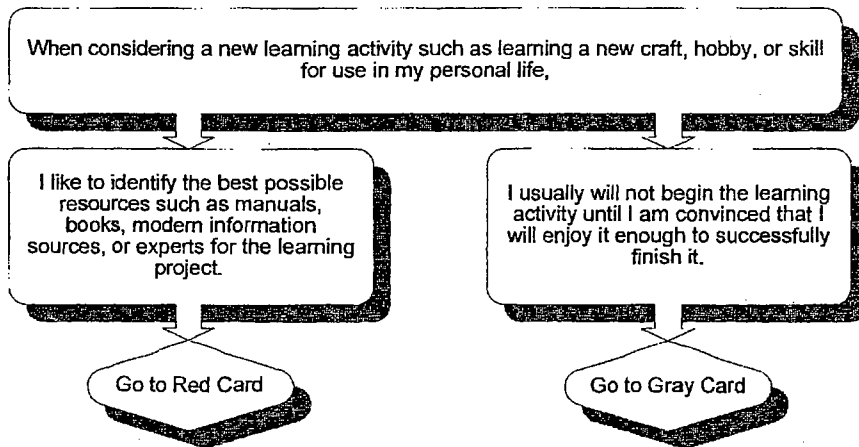 When considering a new learning activity such as learning a new craft, hobby, or skill
for use in my personal life,
I like to identify the best possible
resources such as manuals,
books, modern information
sources, or experts for the learning
project.
I usually will not begin the learning
activity until I am convinced that I
will enjoy it enough to successfully
finish it.
Go to Red Card
Go to Gray Card